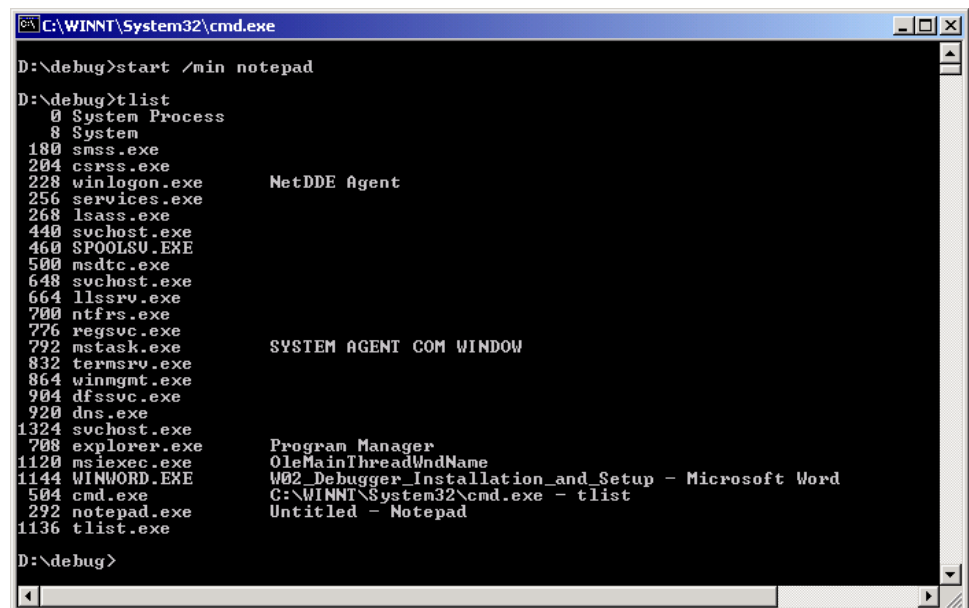 C:\WINNT\System32\cmd.exe
D:\debug>start /min notepad
D:\debug>tlist
0 System Process
8 System
180 smss.exe
204 csrss.exe
228 winlogon.exe NetDDE Agent
256 services.exe
268 lsass.exe
440 svchost.exe
460 SPOOLSV.EXE
500 msdtc.exe
648 svchost.exe
664 llssrv.exe
700 ntfrs.exe
776 regsvc.exe
792 mstask.exe SYSTEM AGENT COM WINDOW
832 termsrv.exe
864 winmgmt.exe
904 dfssvc.exe
920 dns.exe
1324 svchost.exe
708 explorer.exe Program Manager
1120 msiexec.exe OleMainThreadWndName
1144 WINWORD.EXE W02_Debugger_Installation_and_Setup - Microsoft Word
504 cmd.exe C:\WINNT\System32\cmd.exe - tlist
292 notepad.exe Untitled - Notepad
1136 tlist.exe
D:\debug>